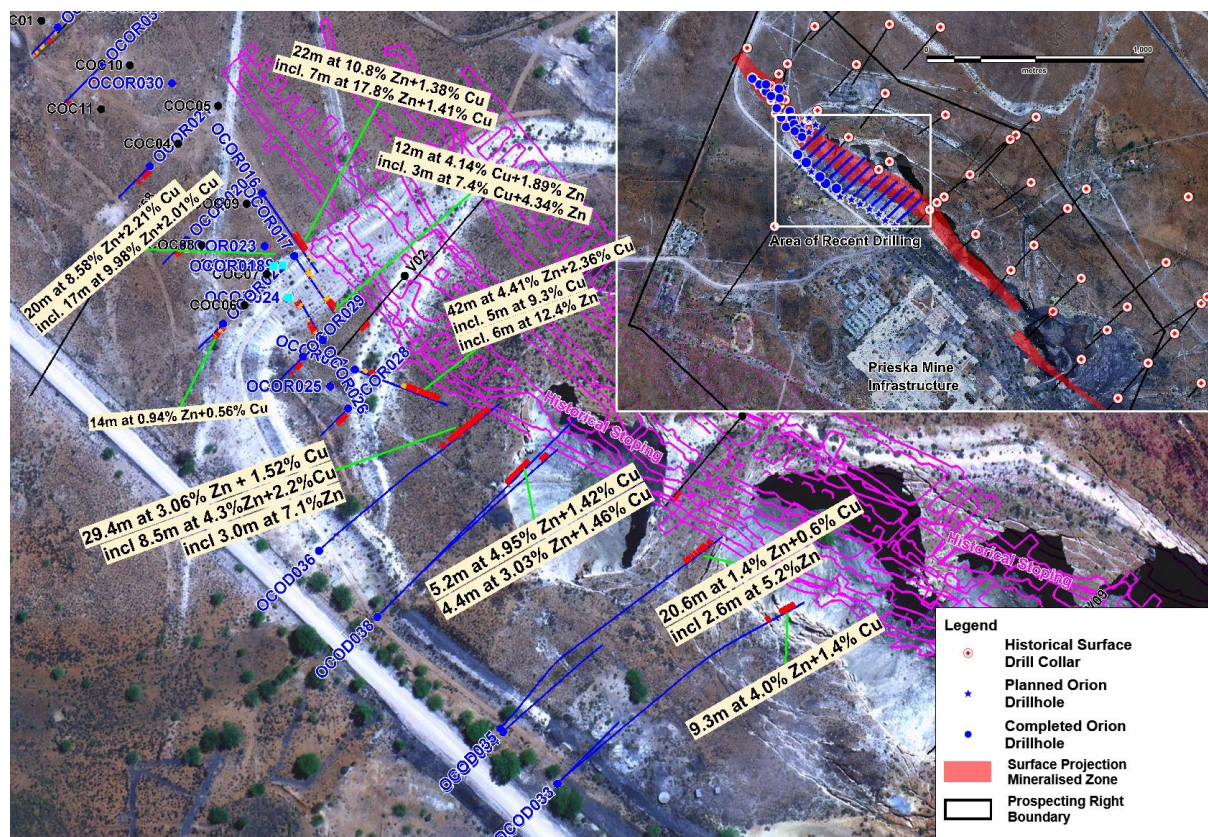 COC10
OCOR030
COC11
COC05
COC04
OCOR016
COC09
OCOR017
OCOR023
OCOR018
COC07
OCOR029
OCOR028
OCOR025
OCOR026
V02
22m at 10.8% Zn+1.38% Cu
incl. 7m at 17.8% Zn+1.41% Cu
12m at 4.14% Cu+1.89% Zn
incl. 3m at 7.4% Cu+4.34% Zn
20m at 8.58% Zn+2.21% Cu
incl. 17m at 9.98% Zn+2.01% Cu
42m at 4.41% Zn+2.36% Cu
incl. 5m at 9.3% Cu
incl. 6m at 12.4% Zn
14m at 0.94% Zn+0.56% Cu
29.4m at 3.06% Zn + 1.52% Cu
incl 8.5m at 4.3%Zn+2.2% Cu
incl 3.0m at 7.1%Zn
5.2m at 4.95% Zn+1.42% Cu
4.4m at 3.03% Zn+1.46% Cu
20.6m at 1.4% Zn+0.6% Cu
incl 2.6m at 5.2%Zn
9.3m at 4.0% Zn+1.4% Cu
Historical Stoping
Historical Stoping
OCOD036
OCOD038
OCOD035
OCOD033
0
1,000
metres
Area of Recent Drilling
Prieska Mine
Infrastructure
Legend
Historical Surface
Drill Collar
Planned Orion
Drillhole
Completed Orion
Drillhole
Surface Projection
Mineralised Zone
Prospecting Right
Boundary